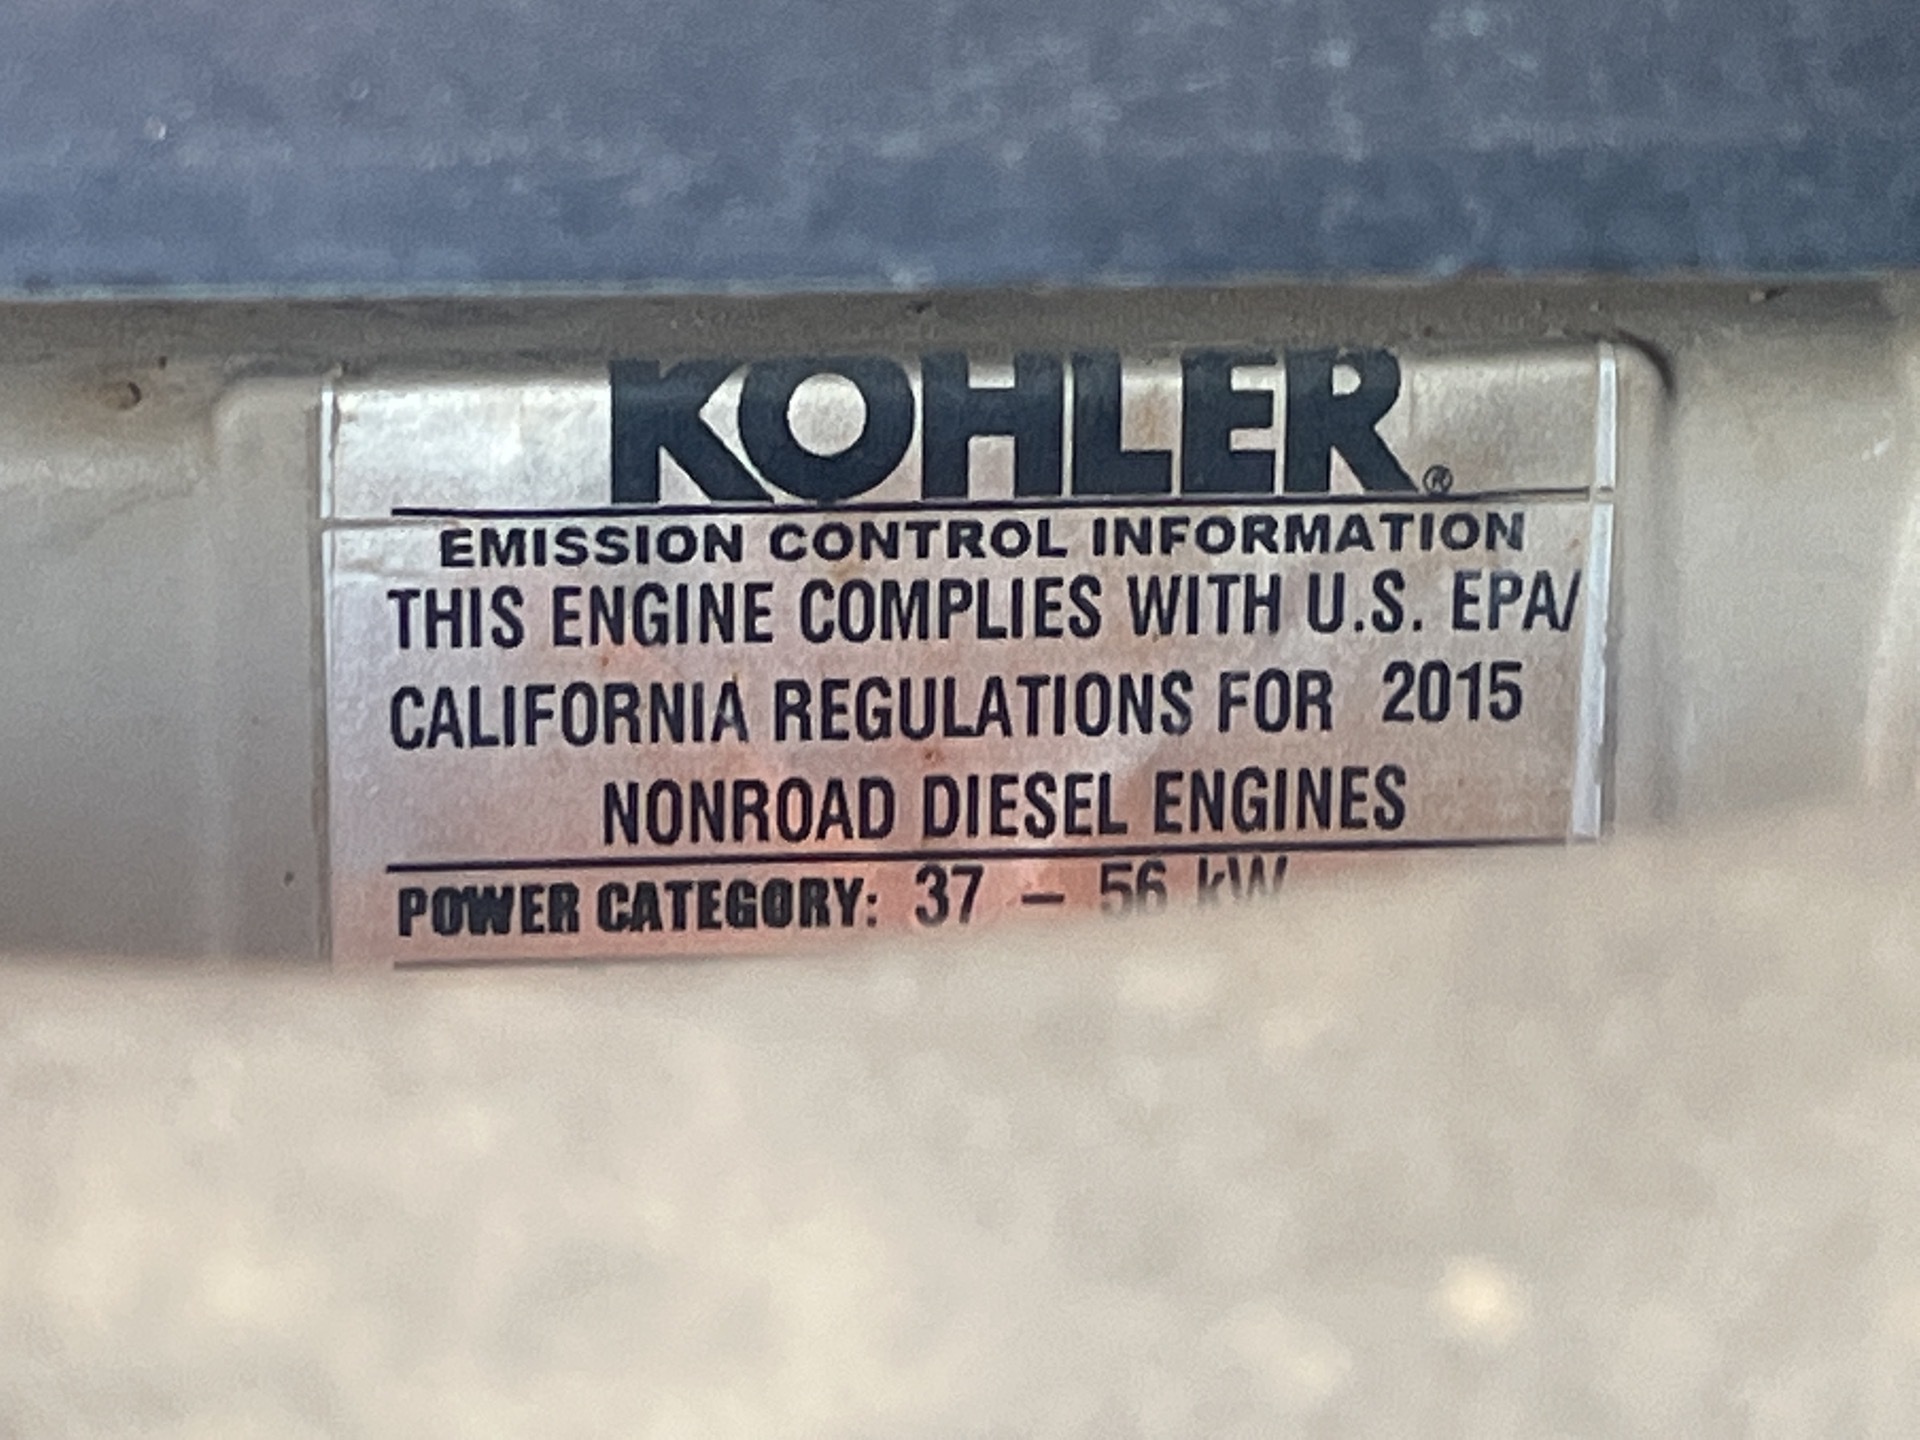 KOHLER®
EMISSION CONTROL INFORMATION
THIS ENGINE COMPLIES WITH U.S. EPA/
CALIFORNIA REGULATIONS FOR 2015
NONROAD DIESEL ENGINES
POWER CATEGORY: 37 – 56 kW